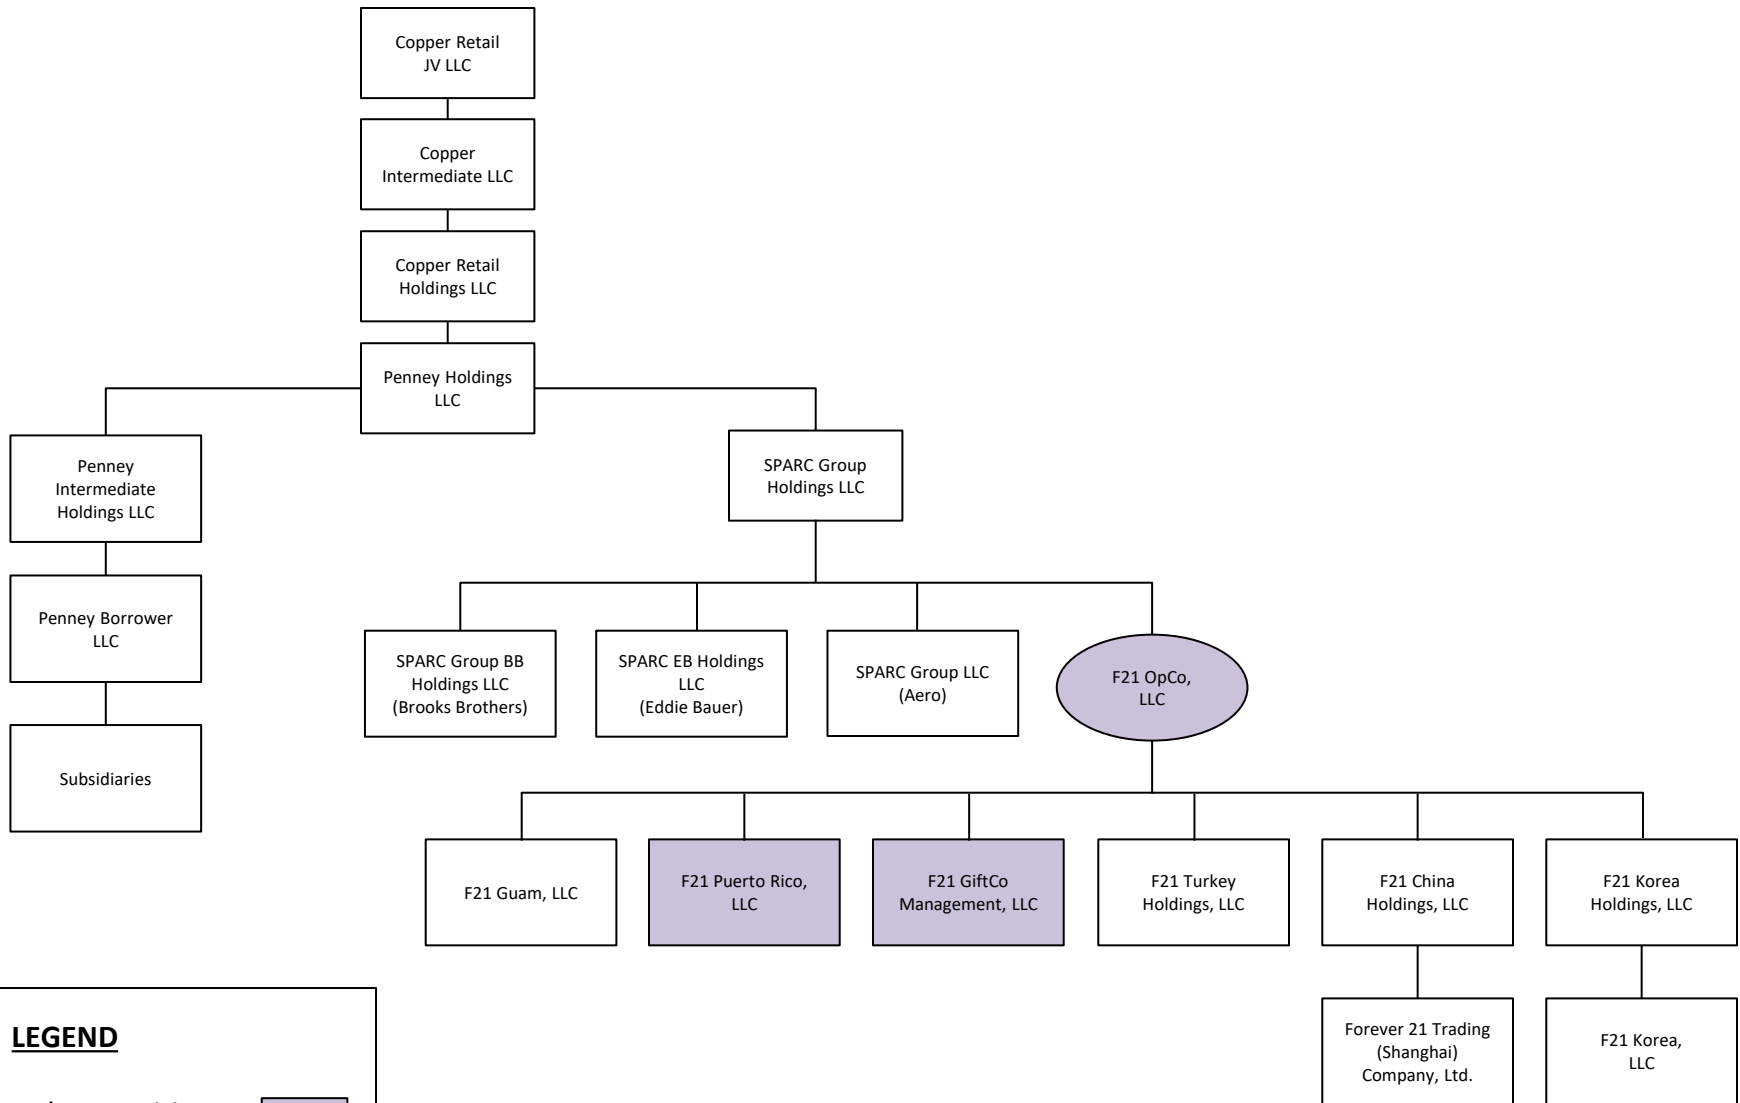 Copper Retail
JV LLC
Copper
Intermediate LLC
Copper Retail
Holdings LLC
Penney Holdings
LLC
Penney
Intermediate
Holdings LLC
SPARC Group
Holdings LLC
Penney Borrower
LLC
SPARC Group BB
Holdings LLC
(Brooks Brothers)
SPARC EB Holdings
LLC
(Eddie Bauer)
SPARC Group LLC
(Aero)
F21 OpCo,
LLC
Subsidiaries
F21 Guam, LLC
F21 Puerto Rico,
LLC
F21 GiftCo
Management, LLC
F21 Turkey
Holdings, LLC
F21 China
Holdings, LLC
F21 Korea
Holdings, LLC
Forever 21 Trading
(Shanghai)
Company, Ltd.
F21 Korea,
LLC
LEGEND